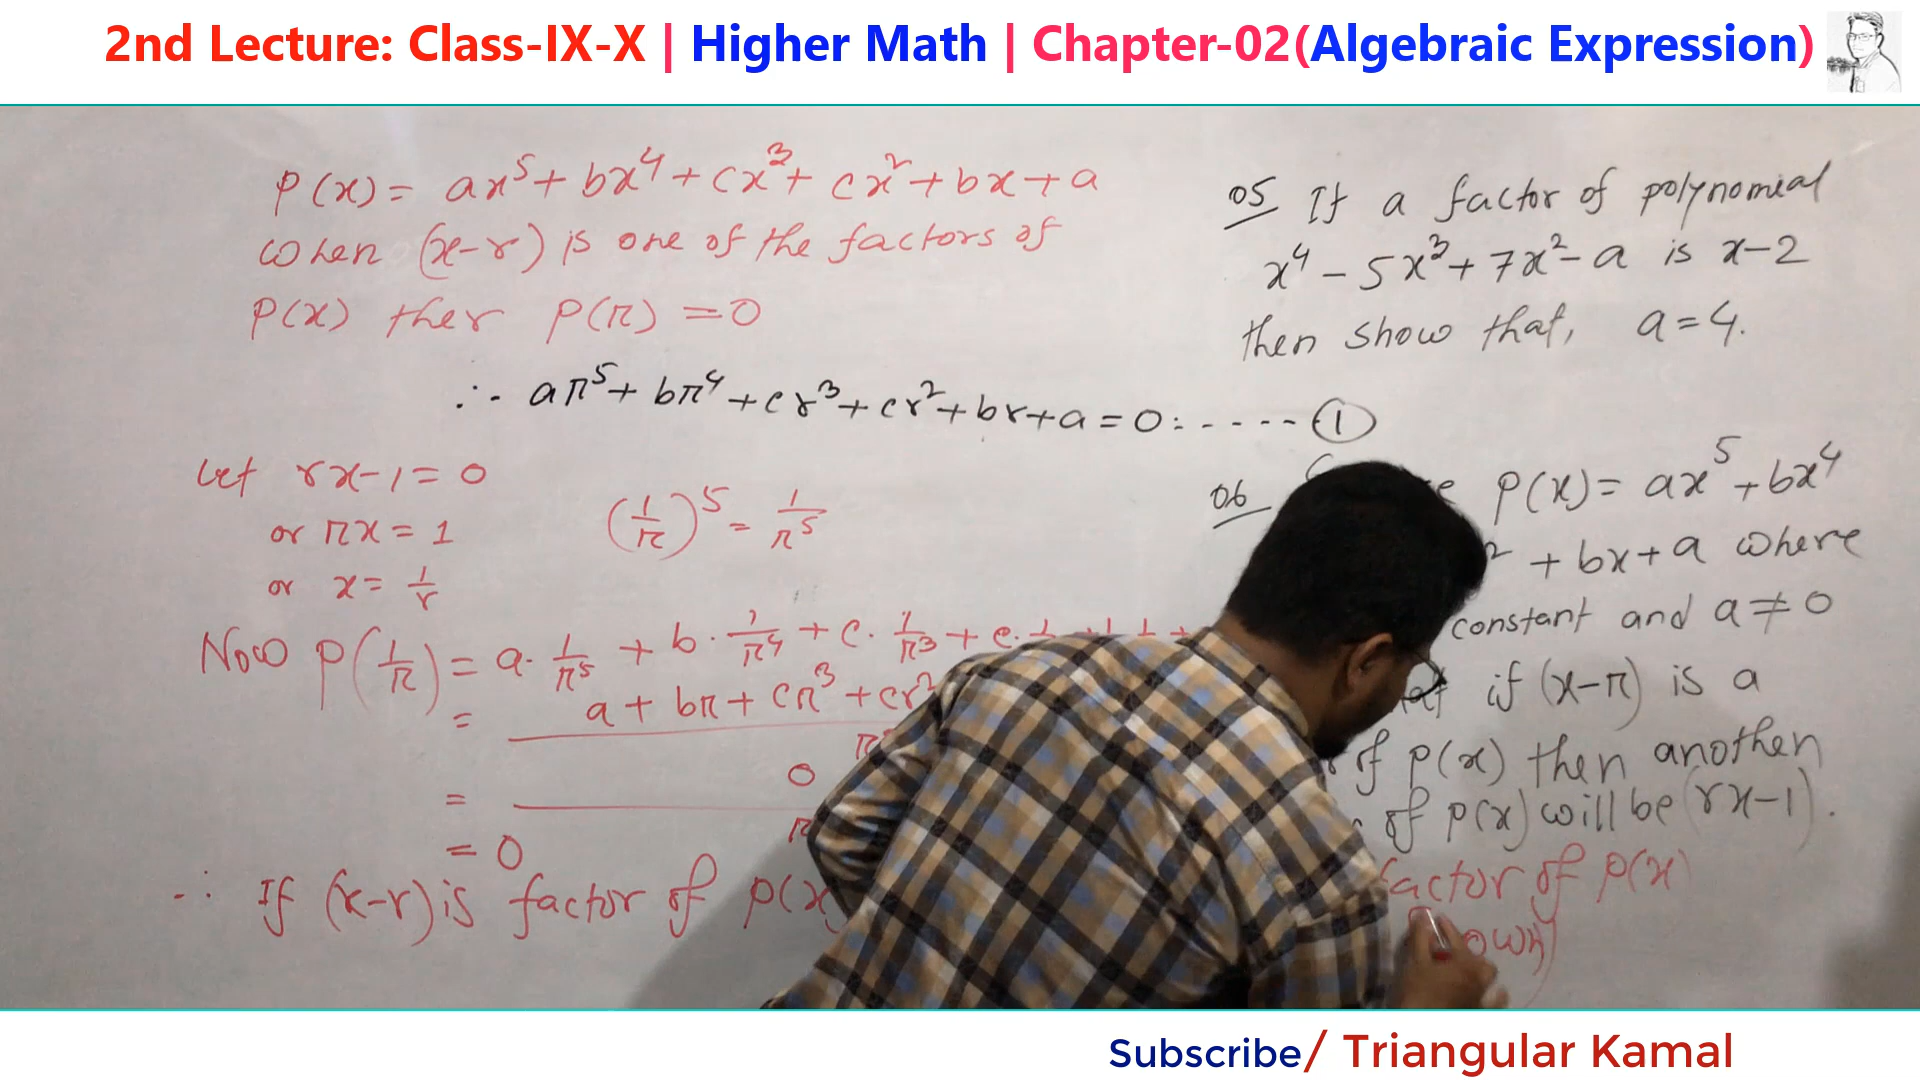 2nd Lecture: Class-IX-X | Higher Math | Chapter-02(Algebraic Expression)
P(x) = ax⁵ + bx⁴ + cx³ + cx² + bx + a
when (x-r) is one of the factors of
P(x) then P(r) = 0
∴ ar⁵ + br⁴ + cr³ + cr² + br + a = 0 ----- ①
Let rx-1 = 0
or rx = 1
or x = 1/r
(1/r)⁵ = 1/r⁵
Now P(1/r) = a. 1/r⁵ + b. 1/r⁴ + c. 1/r³ + c.
= a + br + cr³ + cr²
= 0
= 0
∴ If (x-r) is factor of P(x
factor of P(x)
05 If a factor of polynomial
x⁴ - 5x³ + 7x² - a is x-2
then show that, a = 4.
06 P(x) = ax⁵ + bx⁴
+ bx + a where
constant and a ≠ 0
if (x-r) is a
of P(x) then another
of P(x) will be (rx-1).
Subscribe/ Triangular Kamal